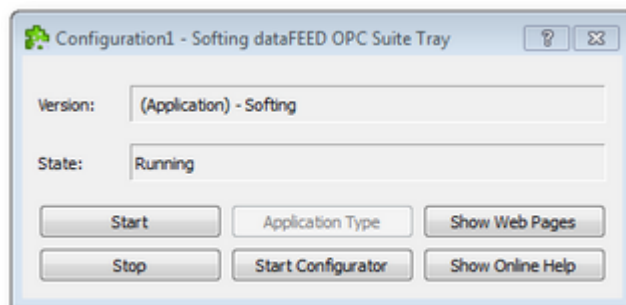 Configuration1 - Softing dataFEED OPC Suite Tray
Version: (Application) - Softing
State: Running
Start Application Type Show Web Pages
Stop Start Configurator Show Online Help